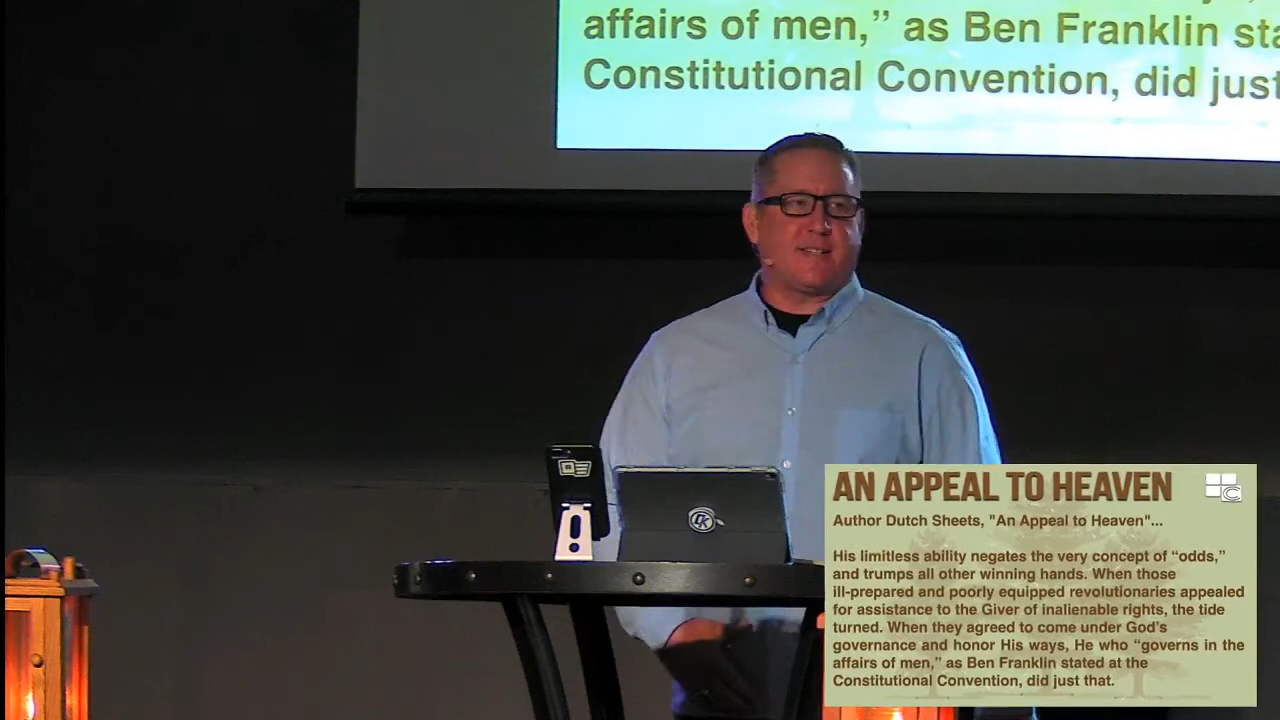 affairs of men,” as Ben Franklin sta
Constitutional Convention, did just
CK
AN APPEAL TO HEAVEN
C
Author Dutch Sheets, "An Appeal to Heaven"...
His limitless ability negates the very concept of “odds,”
and trumps all other winning hands. When those
ill-prepared and poorly equipped revolutionaries appealed
for assistance to the Giver of inalienable rights, the tide
turned. When they agreed to come under God’s
governance and honor His ways, He who “governs in the
affairs of men,” as Ben Franklin stated at the
Constitutional Convention, did just that.